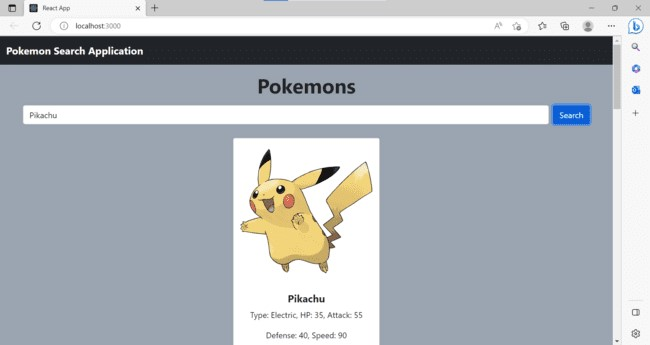 React App
localhost:3000
Pokemon Search Application
Pokemons
Pikachu
Search
Pikachu
Type: Electric, HP: 35, Attack: 55
Defense: 40, Speed: 90